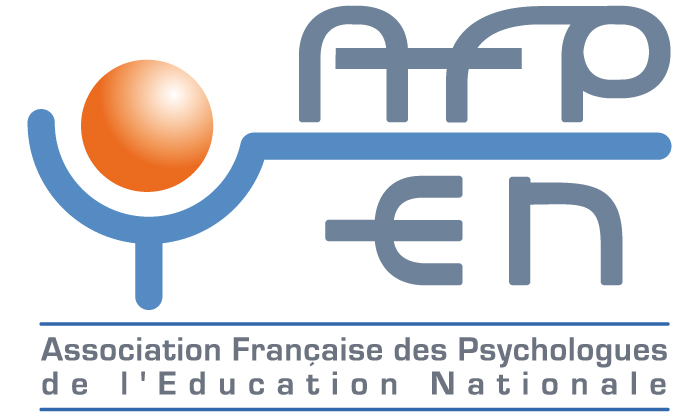 AFP
EN
Association Française des Psychologues
de l'Education Nationale